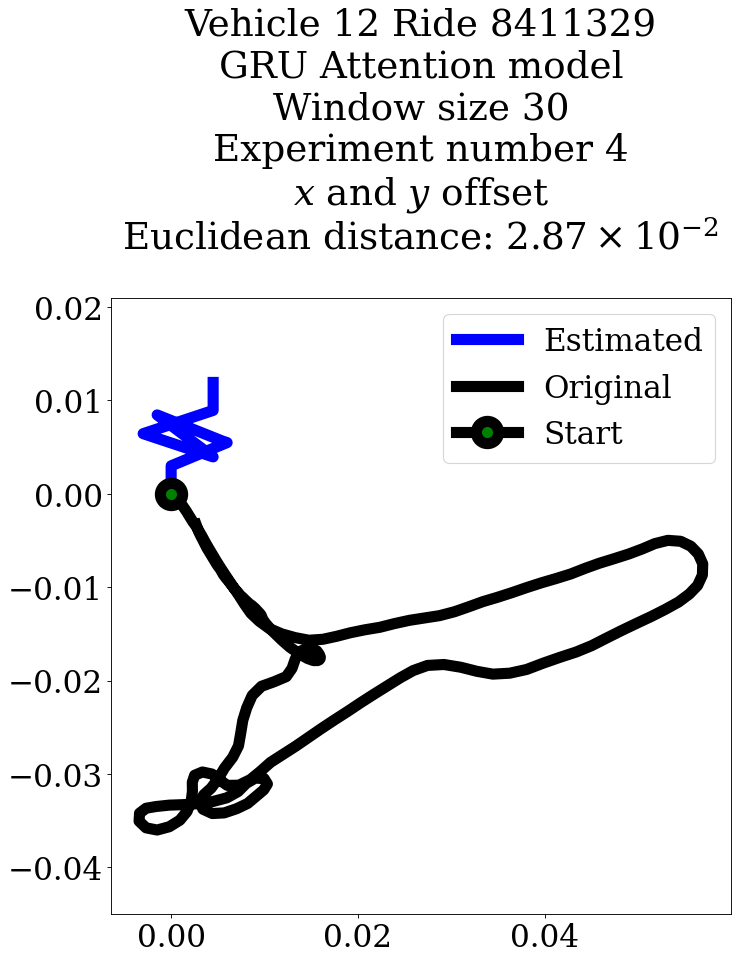 Vehicle 12 Ride 8411329
GRU Attention model
Window size 30
Experiment number 4
x and y offset
Euclidean distance: 2.87 × 10⁻²
0.02
0.01
0.00
−0.01
−0.02
−0.03
−0.04
Estimated
Original
Start
0.00 0.02 0.04